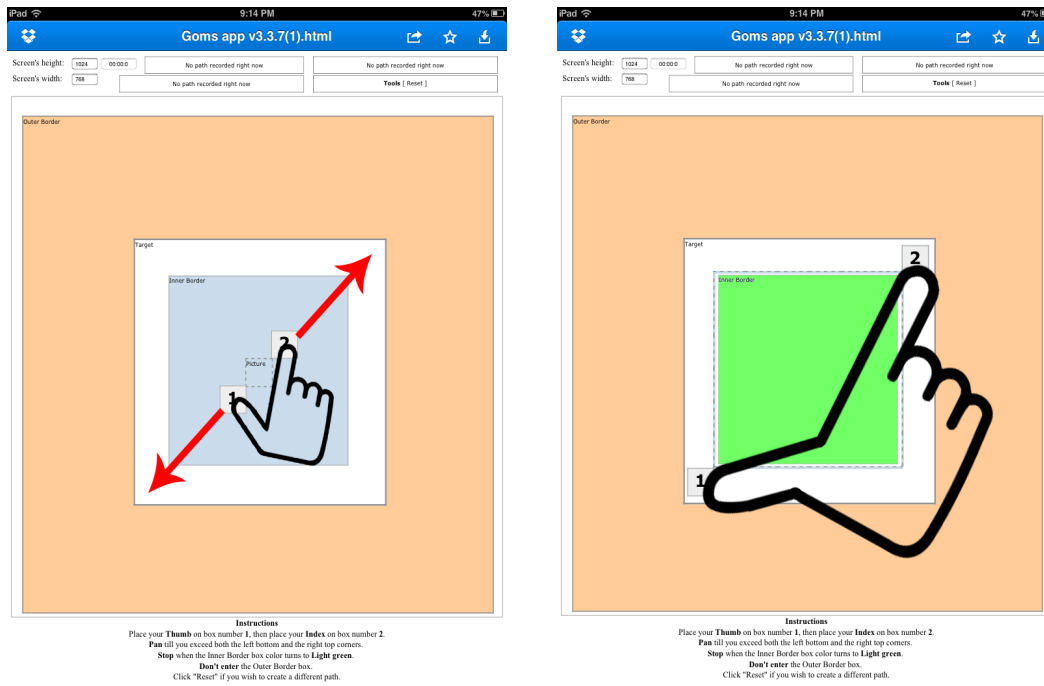 iPad 9:14 PM 47%
Goms app v3.3.7(1).html
Screen's height: 1024 00:00:0 No path recorded right now No path recorded right now
Screen's width: 768 No path recorded right now Tools [ Reset ]
Outer Border
Target
Inner Border
2
Picture
1
Instructions
Place your Thumb on box number 1, then place your Index on box number 2.
Pan till you exceed both the left bottom and the right top corners.
Stop when the Inner Border box color turns to Light green.
Don't enter the Outer Border box.
Click "Reset" if you wish to create a different path.
iPad 9:14 PM 47%
Goms app v3.3.7(1).html
Screen's height: 1024 00:00:0 No path recorded right now No path recorded right now
Screen's width: 768 No path recorded right now Tools [ Reset ]
Outer Border
Target
2
Inner Border
1
Instructions
Place your Thumb on box number 1, then place your Index on box number 2.
Pan till you exceed both the left bottom and the right top corners.
Stop when the Inner Border box color turns to Light green.
Don't enter the Outer Border box.
Click "Reset" if you wish to create a different path.